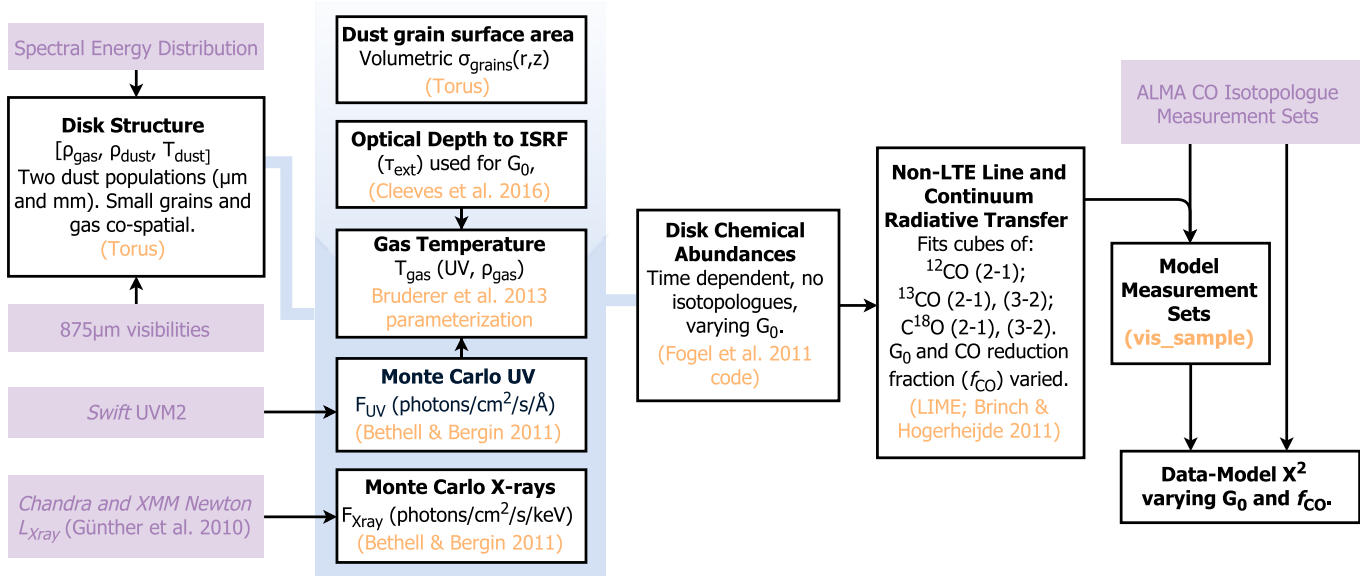 Spectral Energy Distribution
Disk Structure
[ρgas, ρdust, Tdust]
Two dust populations (μm
and mm). Small grains and
gas co-spatial.
(Torus)
875μm visibilities
Swift UVM2
Chandra and XMM Newton
LXray (Günther et al. 2010)
Dust grain surface area
Volumetric σgrains(r,z)
(Torus)
Optical Depth to ISRF
(τext) used for G0,
(Cleeves et al. 2016)
Gas Temperature
Tgas (UV, ρgas)
Bruderer et al. 2013
parameterization
Monte Carlo UV
FUV (photons/cm²/s/Å)
(Bethell & Bergin 2011)
Monte Carlo X-rays
FXray (photons/cm²/s/keV)
(Bethell & Bergin 2011)
Disk Chemical
Abundances
Time dependent, no
isotopologues,
varying G0.
(Fogel et al. 2011
code)
Non-LTE Line and
Continuum
Radiative Transfer
Fits cubes of:
¹²CO (2-1);
¹³CO (2-1), (3-2);
C¹⁸O (2-1), (3-2).
G0 and CO reduction
fraction (fCO) varied.
(LIME; Brinch &
Hogerheijde 2011)
ALMA CO Isotopologue
Measurement Sets
Model
Measurement
Sets
(vis_sample)
Data-Model X²
varying G0 and fCO.